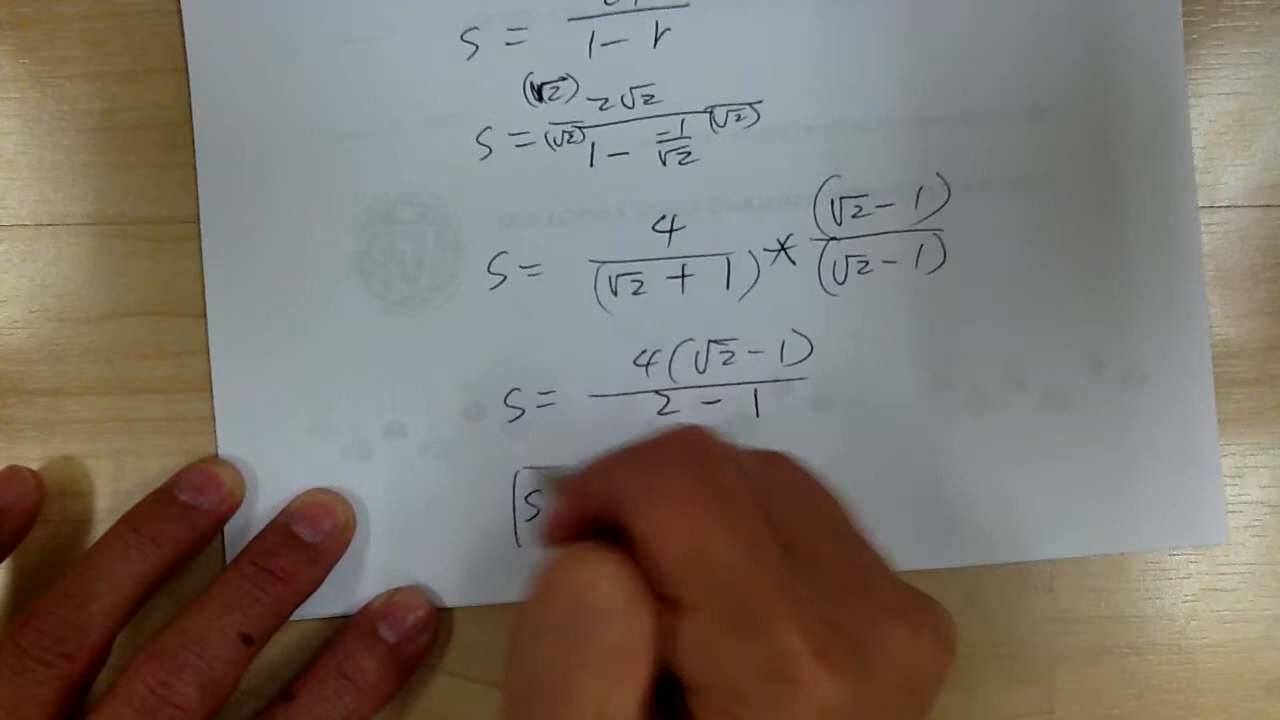 S = a1 / 1 - r
S = (√2) 2√2 / (√2) 1 - -1/√2 (√2)
S = 4 / (√2 + 1) * (√2 - 1) / (√2 - 1)
S = 4(√2 - 1) / 2 - 1
S